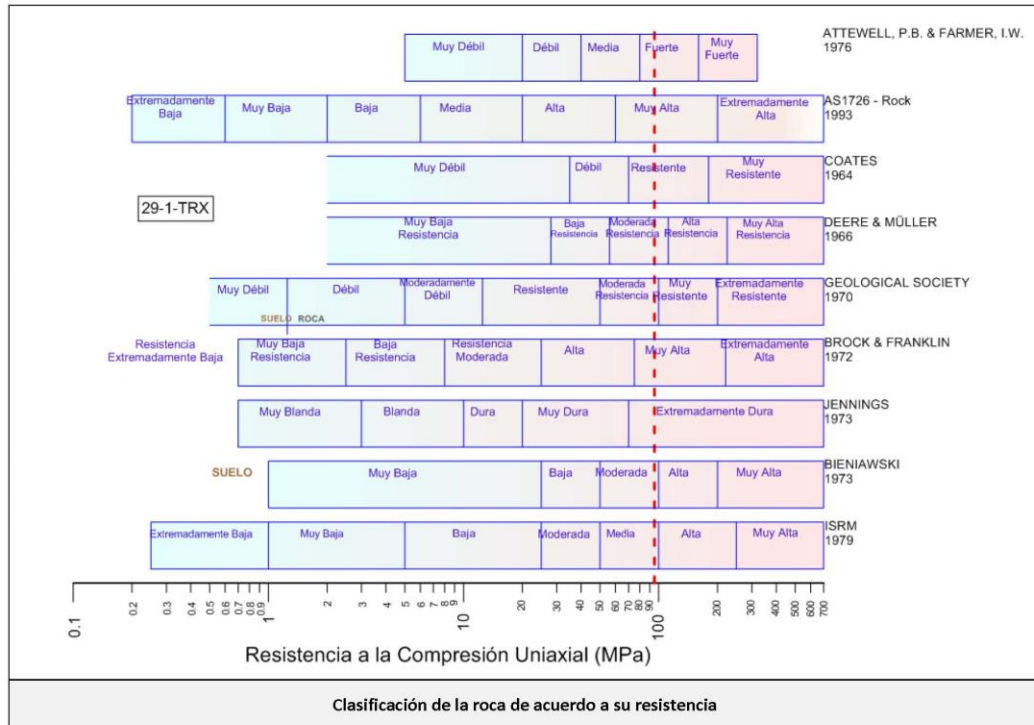 Muy Débil Débil Media Fuerte Muy Fuerte ATTEWELL, P.B. & FARMER, I.W. 1976
Extremadamente Baja Muy Baja Baja Media Alta Muy Alta Extremadamente Alta AS1726 - Rock 1993
Muy Débil Débil Resistente Muy Resistente COATES 1964
29-1-TRX
Muy Baja Resistencia Baja Resistencia Moderada Resistencia Alta Resistencia Muy Alta Resistencia DEERE & MÜLLER 1966
Muy Débil Débil Moderadamente Débil Resistente Moderada Resistencia Muy Resistente Extremadamente Resistente GEOLOGICAL SOCIETY 1970
SUELO ROCA
Resistencia Extremadamente Baja Muy Baja Resistencia Baja Resistencia Resistencia Moderada Alta Muy Alta Extremadamente Alta BROCK & FRANKLIN 1972
Muy Blanda Blanda Dura Muy Dura Extremadamente Dura JENNINGS 1973
SUELO Muy Baja Baja Moderada Alta Muy Alta BIENIAWSKI 1973
Extremadamente Baja Muy Baja Baja Moderada Media Alta Muy Alta ISRM 1979
0.1 0.2 0.3 0.4 0.5 0.6 0.7 0.8 0.9 1 2 3 4 5 6 7 8 9 10 20 30 40 50 60 70 80 90 100 200 300 400 500 600 700
Resistencia a la Compresión Uniaxial (MPa)
Clasificación de la roca de acuerdo a su resistencia